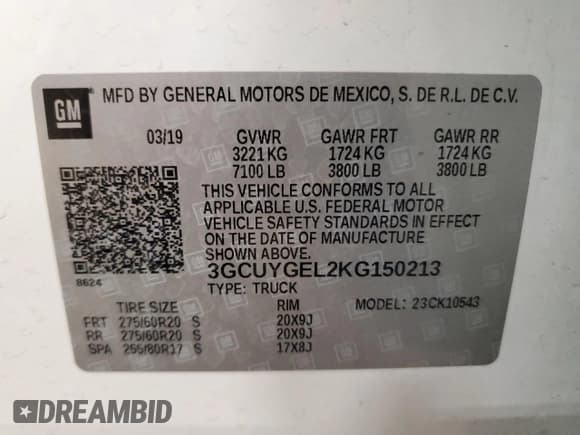 GM
MFD BY GENERAL MOTORS DE MEXICO, S. DE R.L. DE C.V.
03/19 GVWR GAWR FRT GAWR RR
3221 KG 1724 KG 1724 KG
7100 LB 3800 LB 3800 LB
THIS VEHICLE CONFORMS TO ALL
APPLICABLE U.S. FEDERAL MOTOR
VEHICLE SAFETY STANDARDS IN EFFECT
ON THE DATE OF MANUFACTURE
SHOWN ABOVE.
8624
3GCUYGEL2KG150213
TYPE: TRUCK
TIRE SIZE RIM MODEL: 23CK10543
FRT 275/60R20 S 20X9J
RR 275/60R20 S 20X9J
SPA 265/80R17 S 17X8J
DREAMBID